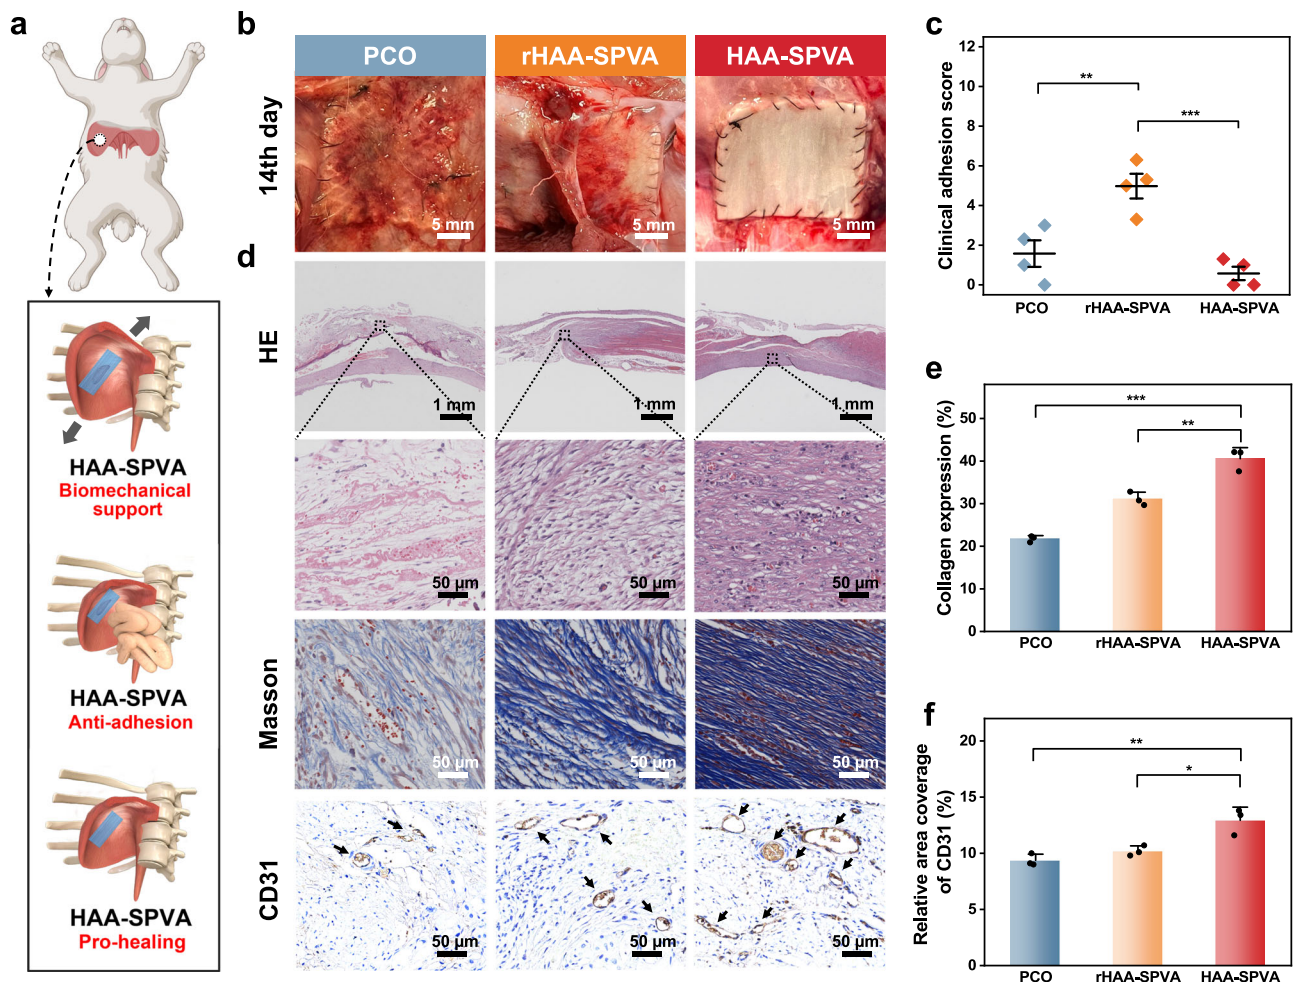 a
HAA-SPVA
Biomechanical
support
HAA-SPVA
Anti-adhesion
HAA-SPVA
Pro-healing
b
PCO
rHAA-SPVA
HAA-SPVA
14th day
5 mm
5 mm
5 mm
c
Clinical adhesion score
12
10
8
6
4
2
0
**
***
PCO
rHAA-SPVA
HAA-SPVA
d
HE
1 mm
1 mm
1 mm
50 µm
50 µm
50 µm
Masson
50 µm
50 µm
50 µm
CD31
50 µm
50 µm
50 µm
e
Collagen expression (%)
50
40
30
20
10
0
***
**
PCO
rHAA-SPVA
HAA-SPVA
f
Relative area coverage
of CD31 (%)
20
15
10
5
0
**
*
PCO
rHAA-SPVA
HAA-SPVA